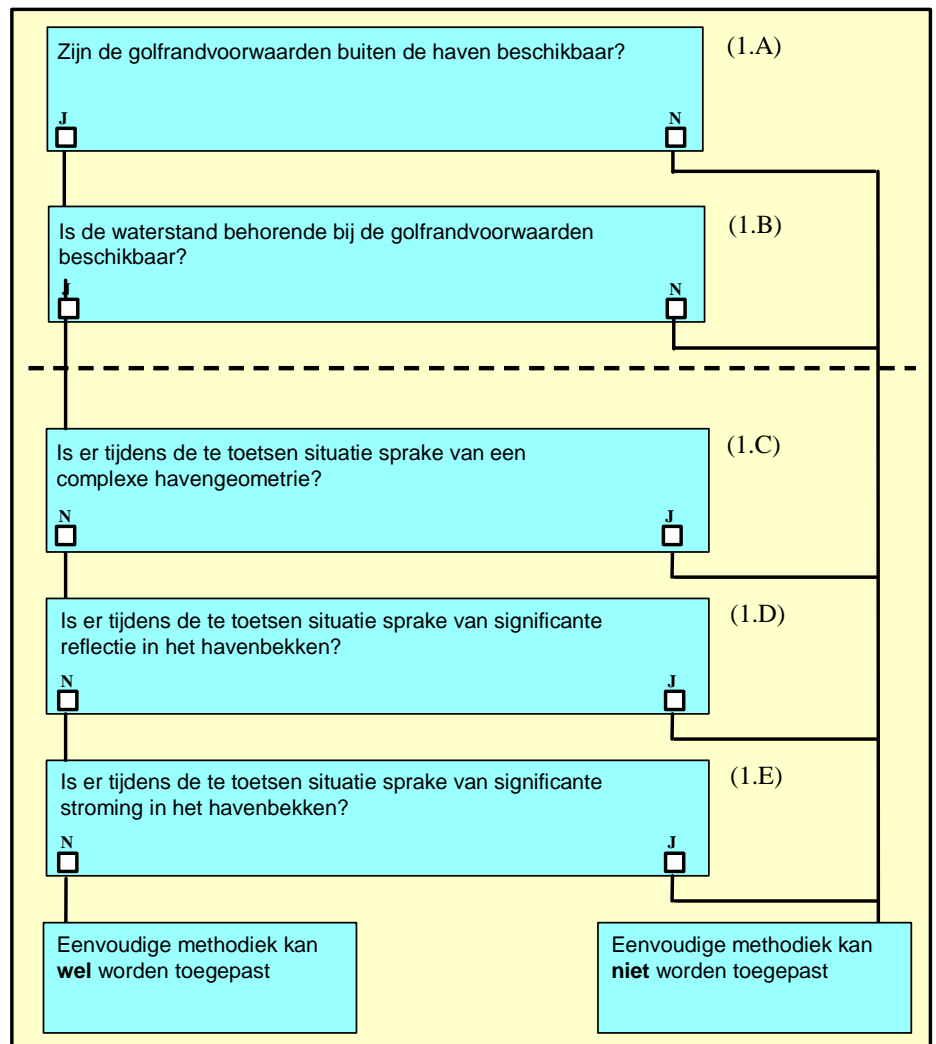 Zijn de golfrandvoorwaarden buiten de haven beschikbaar?
(1.A)
J
N
Is de waterstand behorende bij de golfrandvoorwaarden
beschikbaar?
(1.B)
J
N
Is er tijdens de te toetsen situatie sprake van een
complexe havengeometrie?
(1.C)
N
J
Is er tijdens de te toetsen situatie sprake van significante
reflectie in het havenbekken?
(1.D)
N
J
Is er tijdens de te toetsen situatie sprake van significante
stroming in het havenbekken?
(1.E)
N
J
Eenvoudige methodiek kan
wel worden toegepast
Eenvoudige methodiek kan
niet worden toegepast